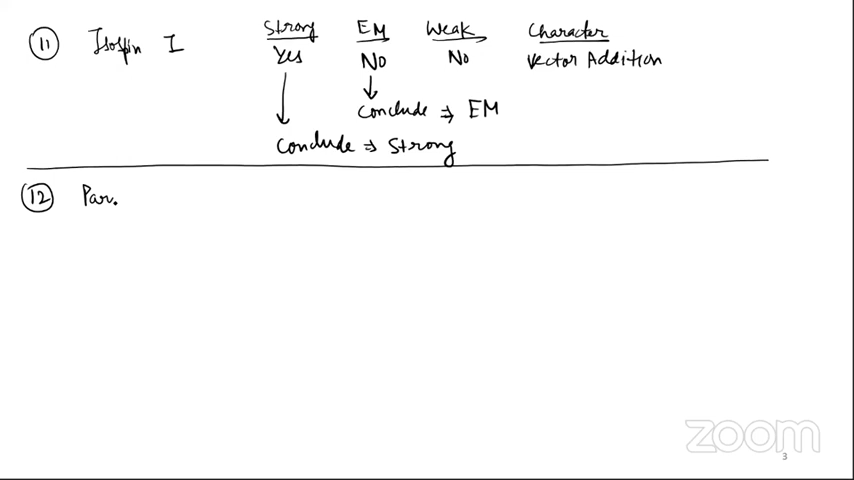 Strong EM Weak Character
11 Isospin I Yes No No Vector Addition
Conclude ⇒ EM
Conclude ⇒ Strong
12 Par.
zoom
3